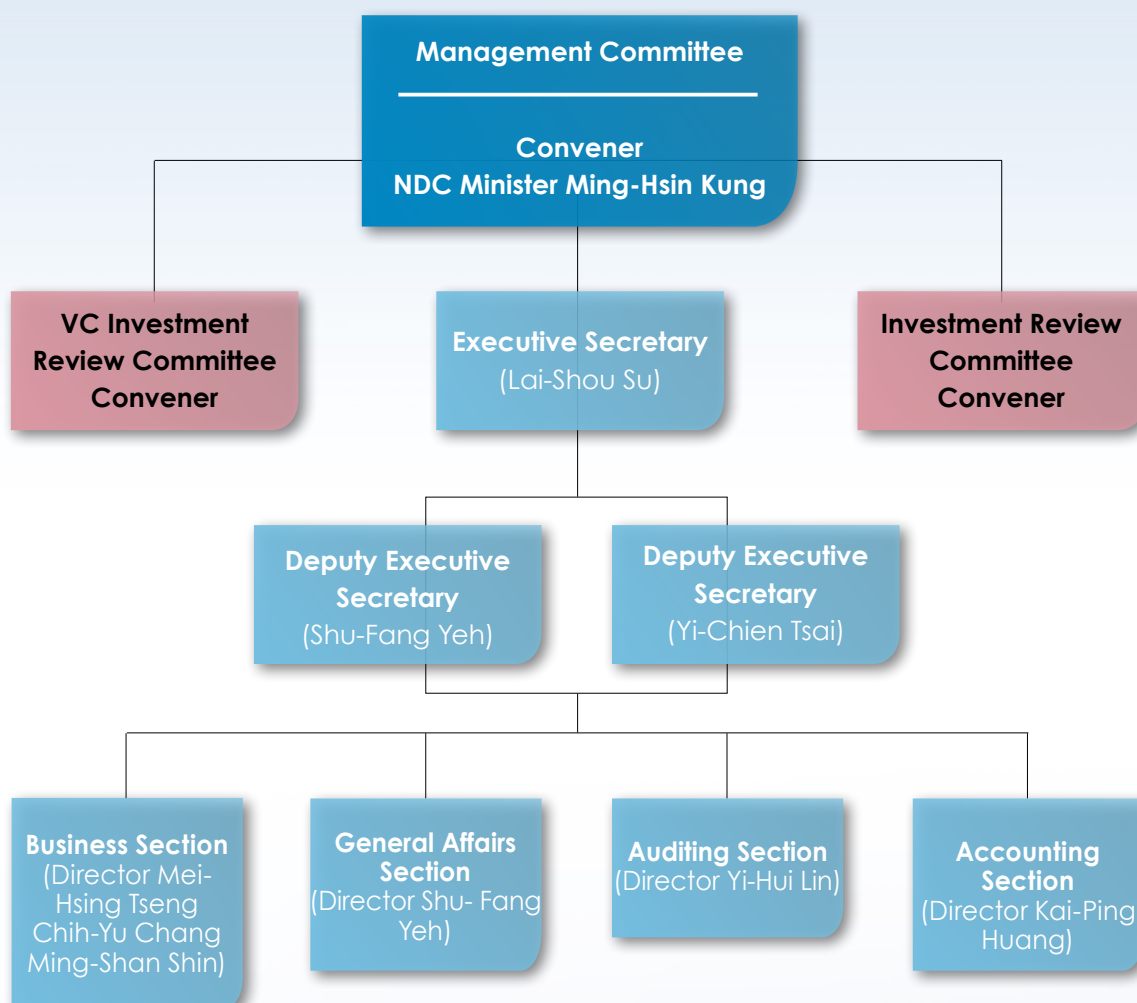 Management Committee
Convener
NDC Minister Ming-Hsin Kung
VC Investment
Review Committee
Convener
Executive Secretary
(Lai-Shou Su)
Investment Review
Committee
Convener
Deputy Executive
Secretary
(Shu-Fang Yeh)
Deputy Executive
Secretary
(Yi-Chien Tsai)
Business Section
(Director Mei-
Hsing Tseng
Chih-Yu Chang
Ming-Shan Shin)
General Affairs
Section
(Director Shu- Fang
Yeh)
Auditing Section
(Director Yi-Hui Lin)
Accounting
Section
(Director Kai-Ping
Huang)